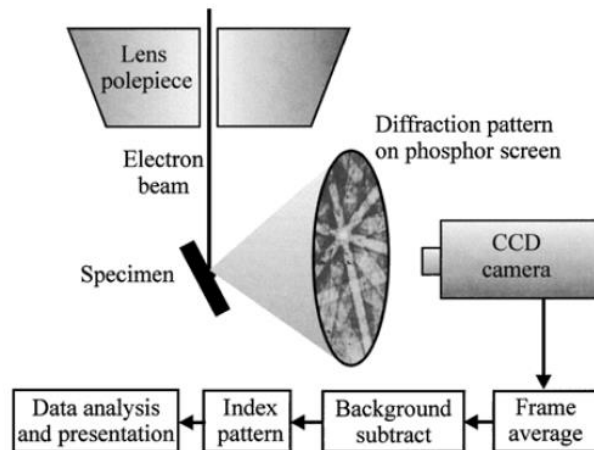 Lens
polepiece
Electron
beam
Diffraction pattern
on phosphor screen
Specimen
CCD
camera
Data analysis
and presentation
Index
pattern
Background
subtract
Frame
average